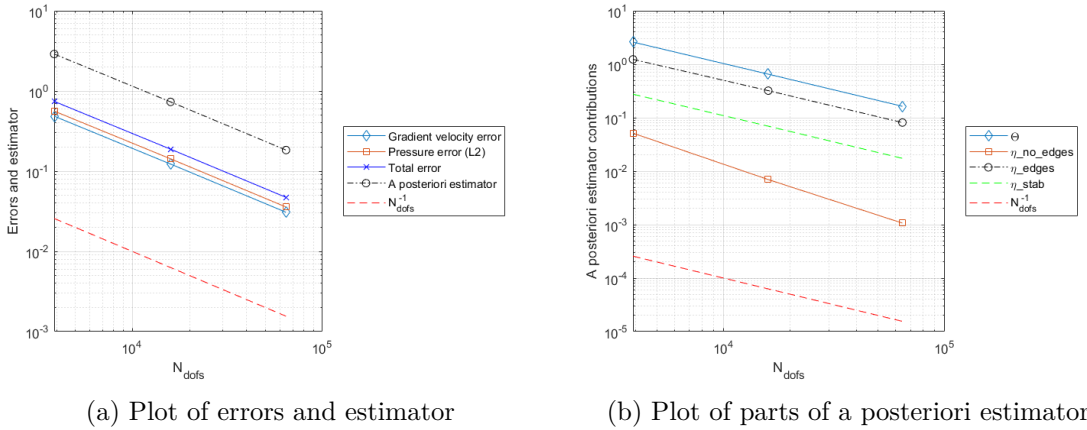 10^1
10^0
10^-1
10^-2
10^-3
Errors and estimator
10^4
10^5
N_dofs
Gradient velocity error
Pressure error (L2)
Total error
A posteriori estimator
N_dofs^-1
(a) Plot of errors and estimator
10^1
10^0
10^-1
10^-2
10^-3
10^-4
10^-5
A posteriori estimator contributions
10^4
10^5
N_dofs
Θ
η_no_edges
η_edges
η_stab
N_dofs^-1
(b) Plot of parts of a posteriori estimator